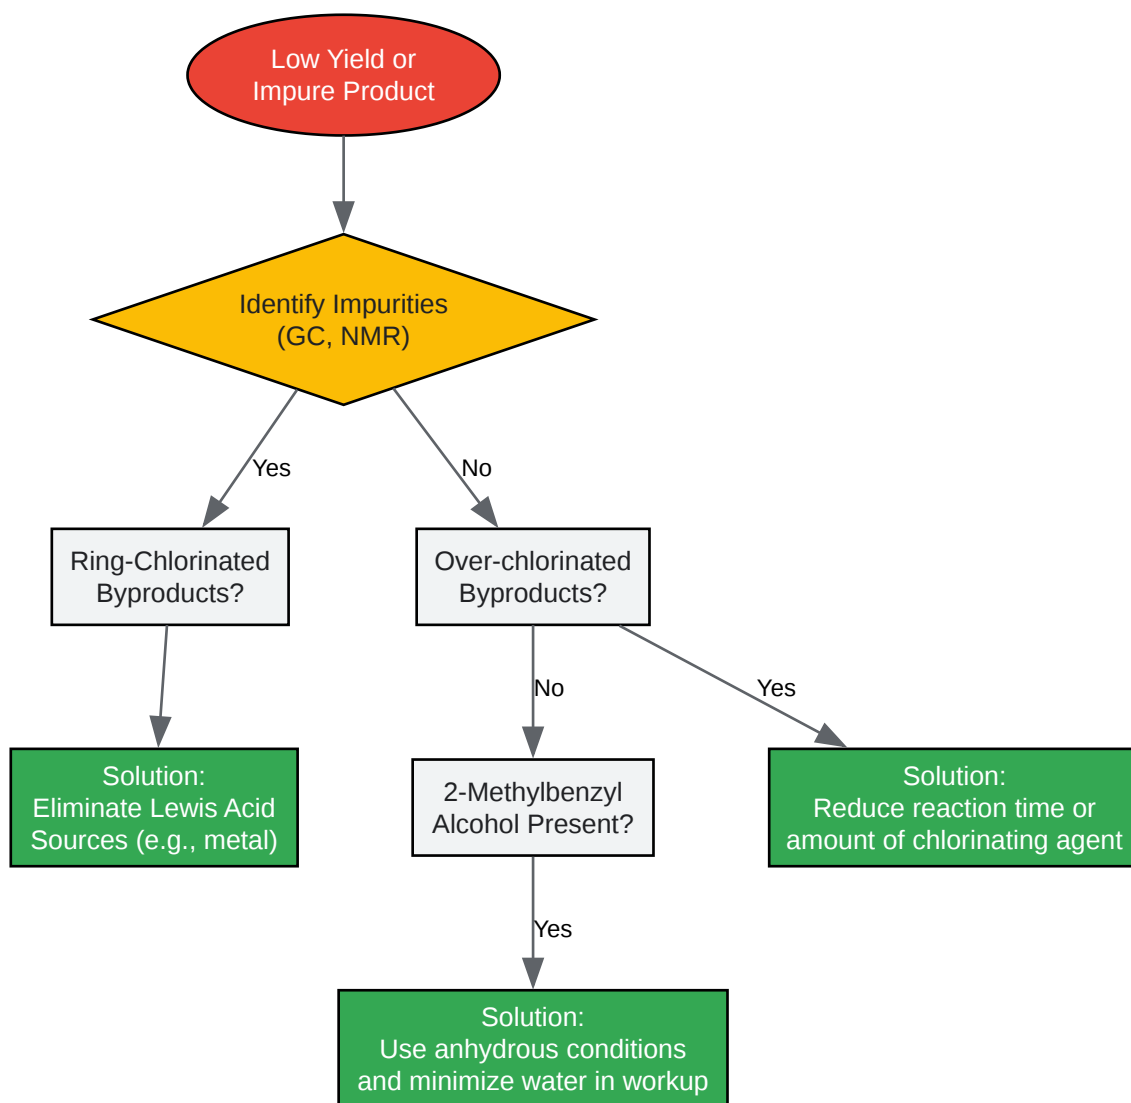 Low Yield or
Impure Product
Identify Impurities
(GC, NMR)
Yes
No
Ring-Chlorinated
Byproducts?
Over-chlorinated
Byproducts?
No
Yes
Solution:
Eliminate Lewis Acid
Sources (e.g., metal)
2-Methylbenzyl
Alcohol Present?
Solution:
Reduce reaction time or
amount of chlorinating agent
Yes
Solution:
Use anhydrous conditions
and minimize water in workup